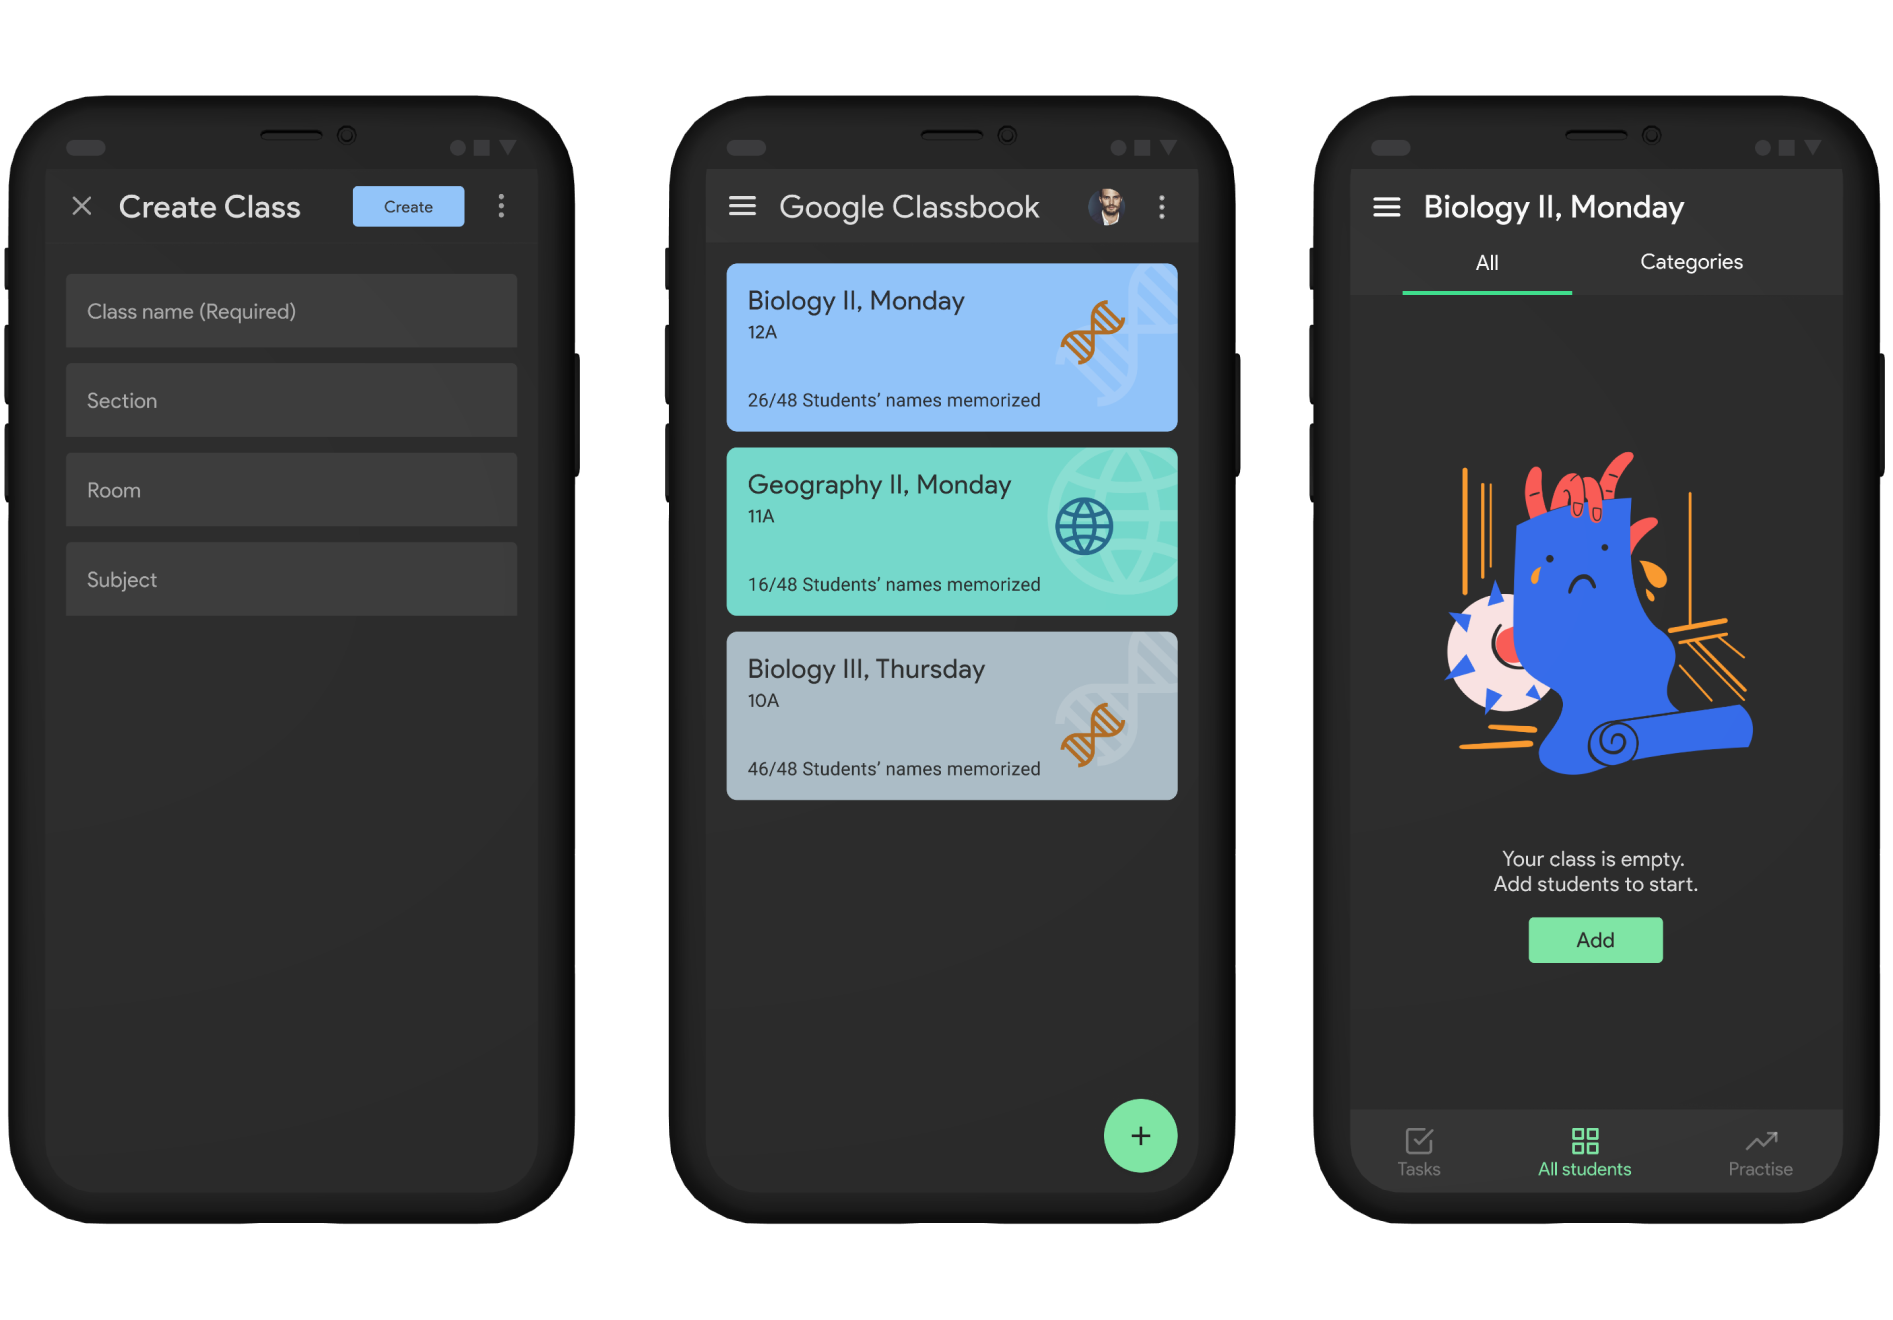 Create Class
Create
Class name (Required)
Section
Room
Subject
Google Classbook
Biology II, Monday
12A
26/48 Students’ names memorized
Geography II, Monday
11A
16/48 Students’ names memorized
Biology III, Thursday
10A
46/48 Students’ names memorized
Biology II, Monday
All
Categories
Your class is empty.
Add students to start.
Add
Tasks
All students
Practise